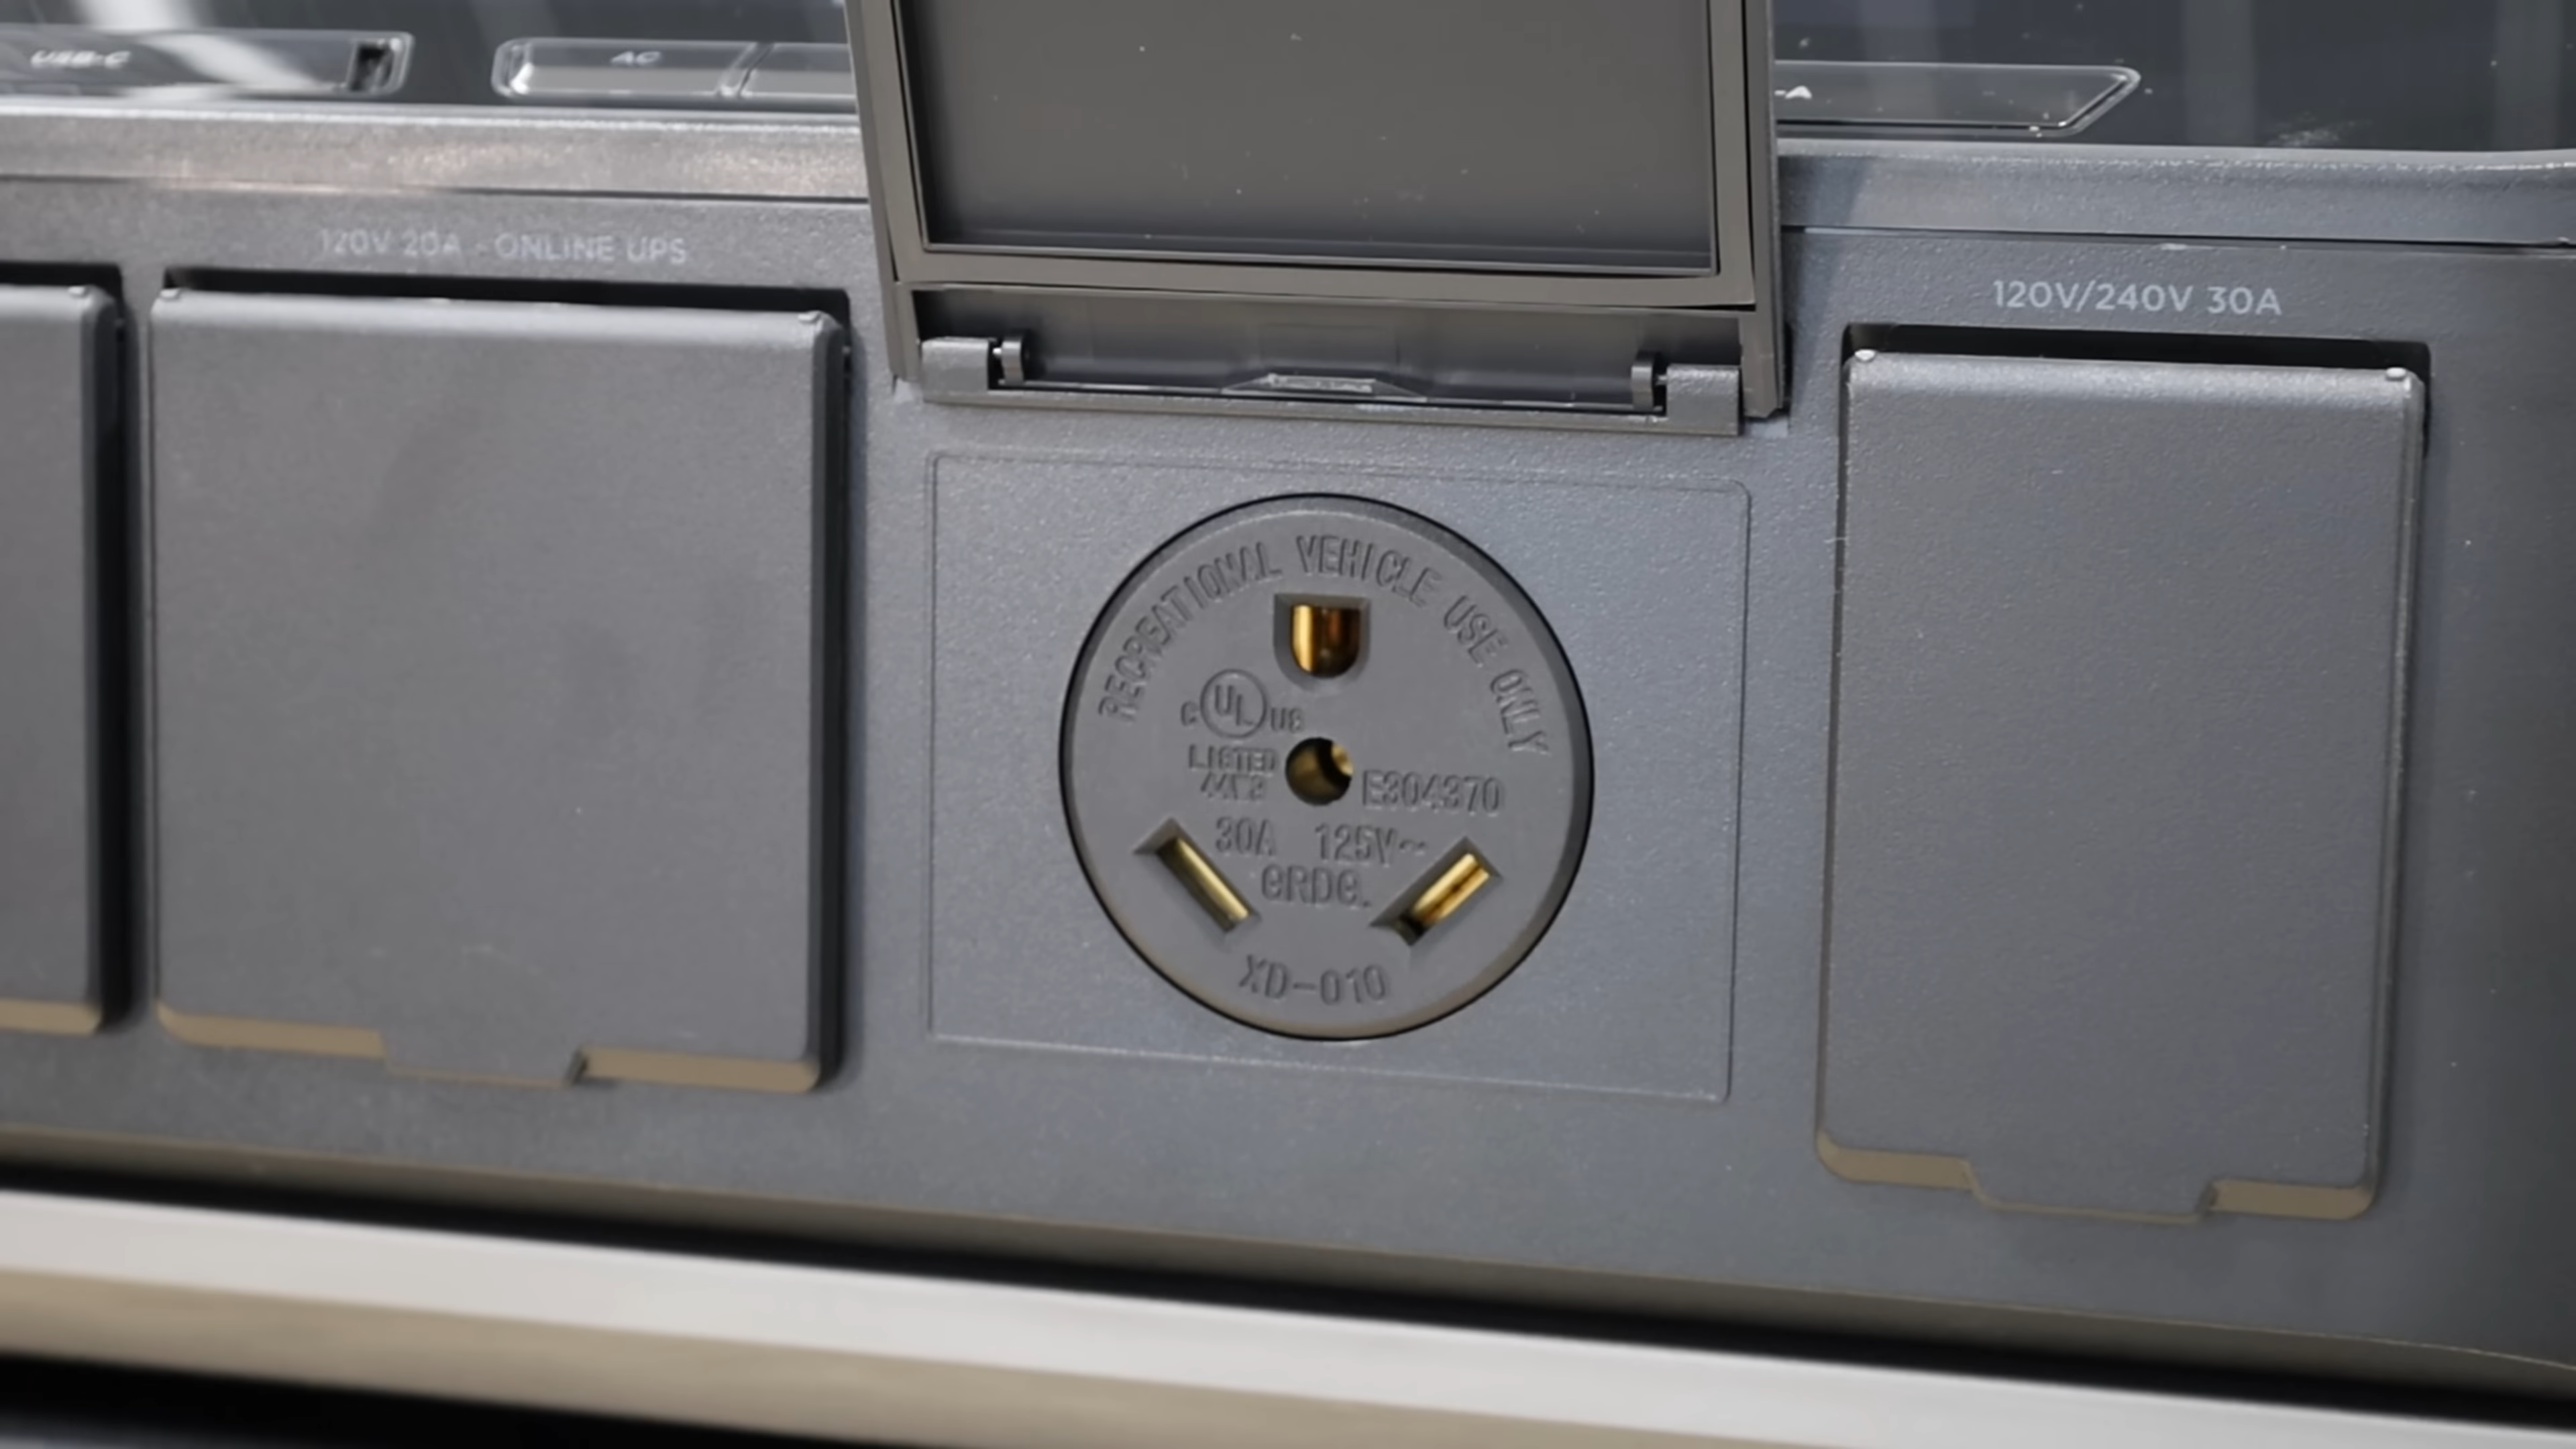 USB-C
AC
120V 20A - ONLINE UPS
120V/240V 30A
RECREATIONAL VEHICLE USE ONLY
C UL US
LISTED
E304370
30A 125V~
GRDG.
XD-010